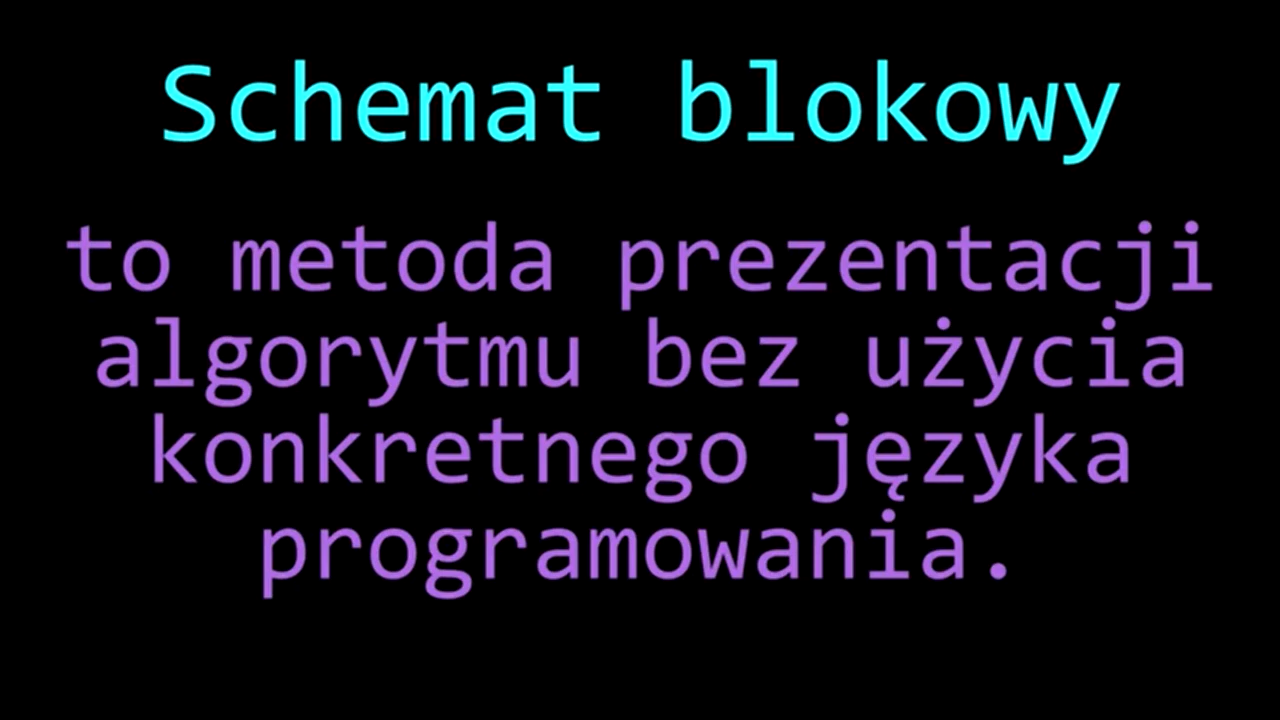 Schemat blokowy
to metoda prezentacji
algorytmu bez użycia
konkretnego języka
programowania.